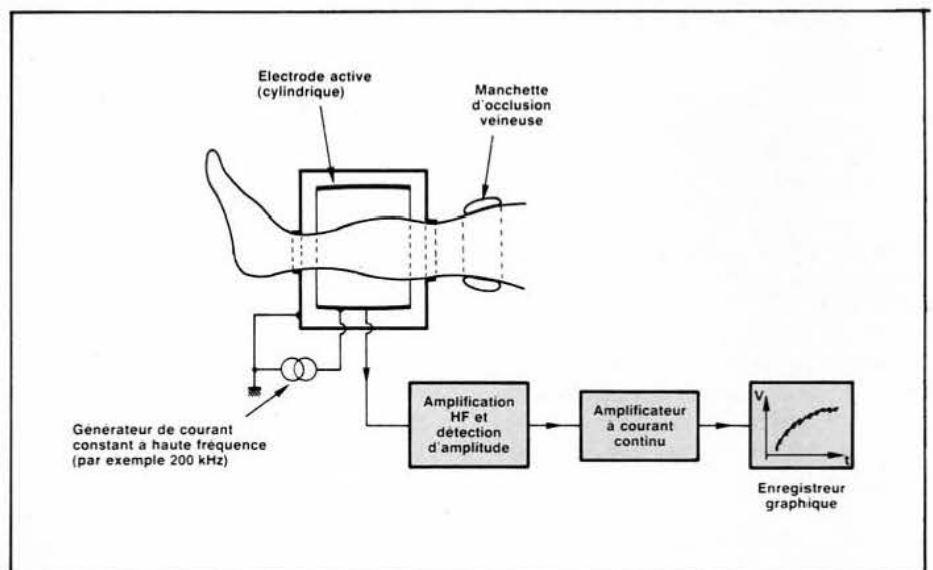 Electrode active
(cylindrique)
Manchette
d'occlusion
veineuse
Générateur de courant
constant à haute fréquence
(par exemple 200 kHz)
Amplification
HF et
détection
d'amplitude
Amplificateur
à courant
continu
V
t
Enregistreur
graphique